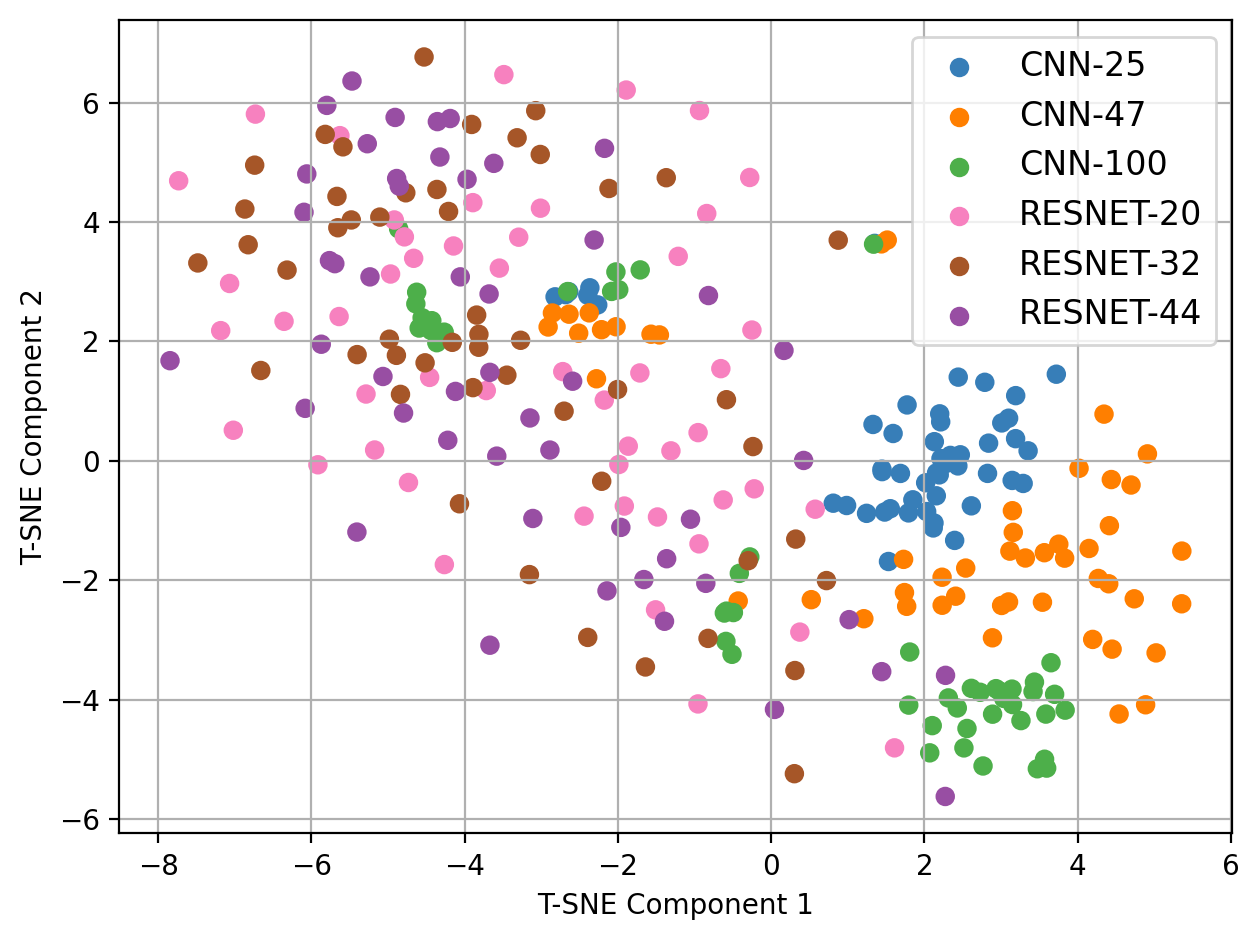 CNN-25
CNN-47
CNN-100
RESNET-20
RESNET-32
RESNET-44
6
4
2
0
−2
−4
−6
T-SNE Component 2
−8
−6
−4
−2
0
2
4
6
T-SNE Component 1